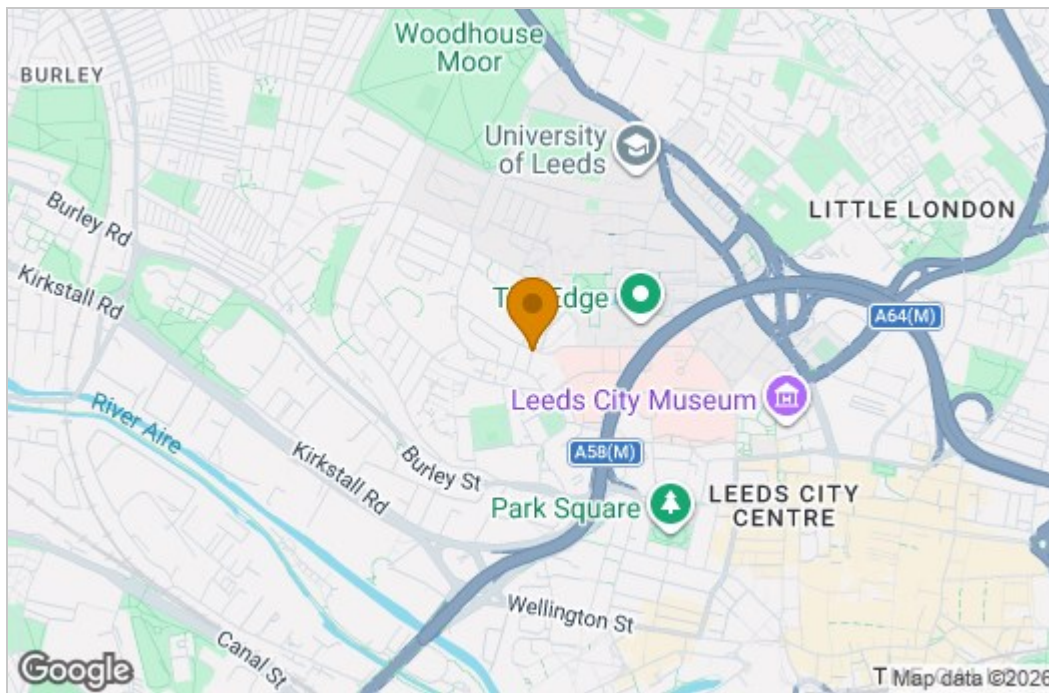 Woodhouse
Moor
BURLEY
University
of Leeds
Burley Rd
LITTLE LONDON
Kirkstall Rd
Edge
A64(M)
River Aire
Leeds City Museum
Kirkstall Rd
Burley St
A58(M)
Park Square
LEEDS CITY
CENTRE
Wellington St
Canal St
Google
Map data ©2026